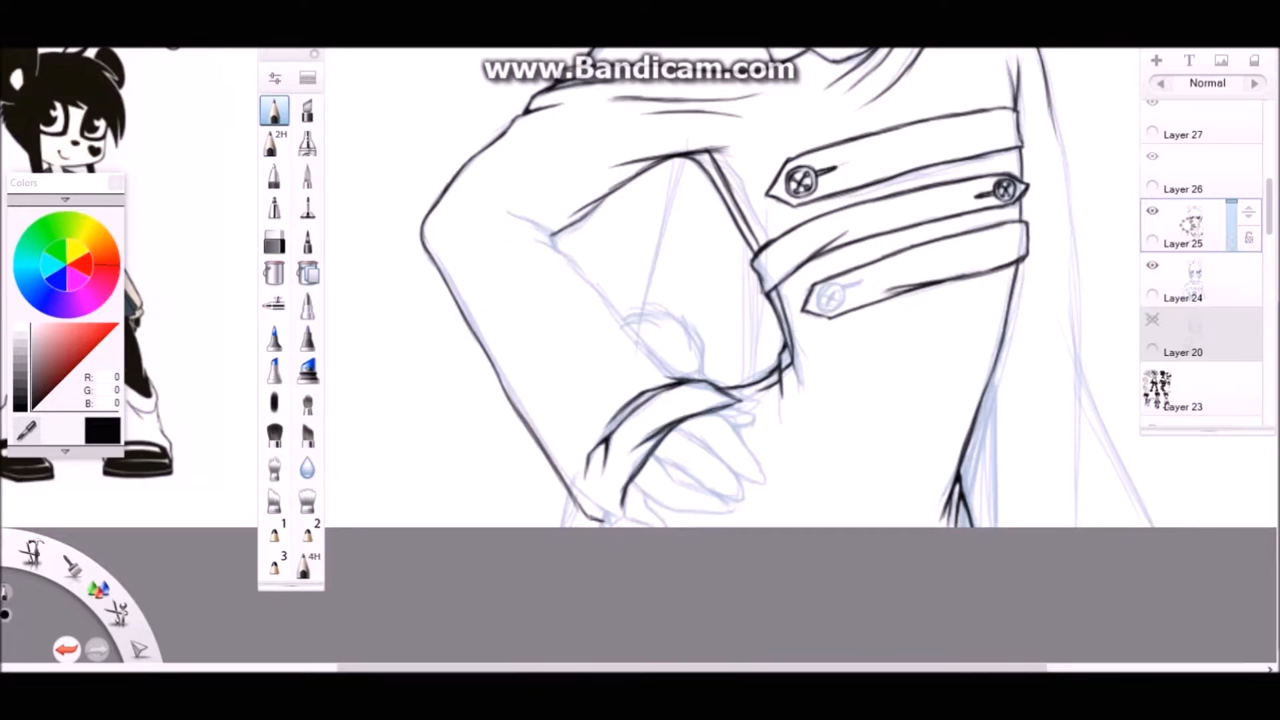 www.Bandicam.com
T
Normal
Colors
2H
Layer 27
Layer 26
Layer 25
Layer 24
Layer 20
Layer 23
R: 0
G: 0
B: 0
1
2
3
4H